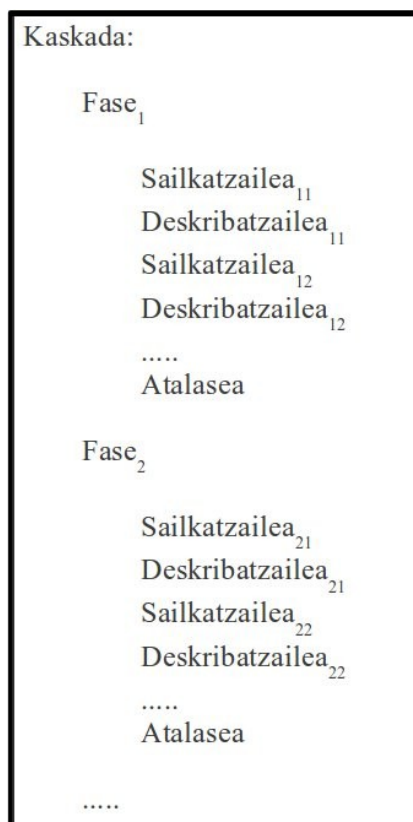 Kaskada:
Fase₁
Sailkatzailea₁₁
Deskribatzailea₁₁
Sailkatzailea₁₂
Deskribatzailea₁₂
.....
Atalasea
Fase₂
Sailkatzailea₂₁
Deskribatzailea₂₁
Sailkatzailea₂₂
Deskribatzailea₂₂
.....
Atalasea
.....